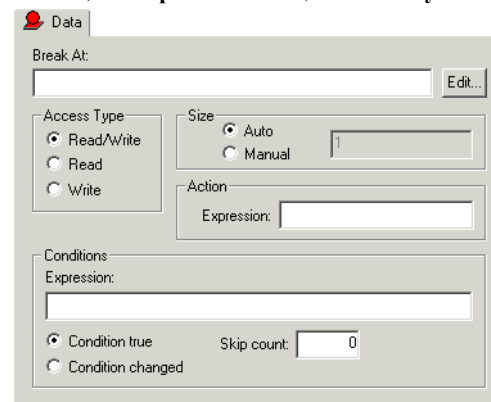 Data
Break At:
Edit...
Access Type
Read/Write
Read
Write
Size
Auto
Manual
1
Action
Expression:
Conditions
Expression:
Condition true
Skip count: 0
Condition changed